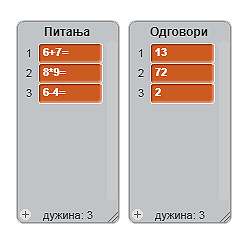 Питања
1 6+7=
2 8*9=
3 6-4=
+ дужина: 3
Одговори
1 13
2 72
3 2
+ дужина: 3